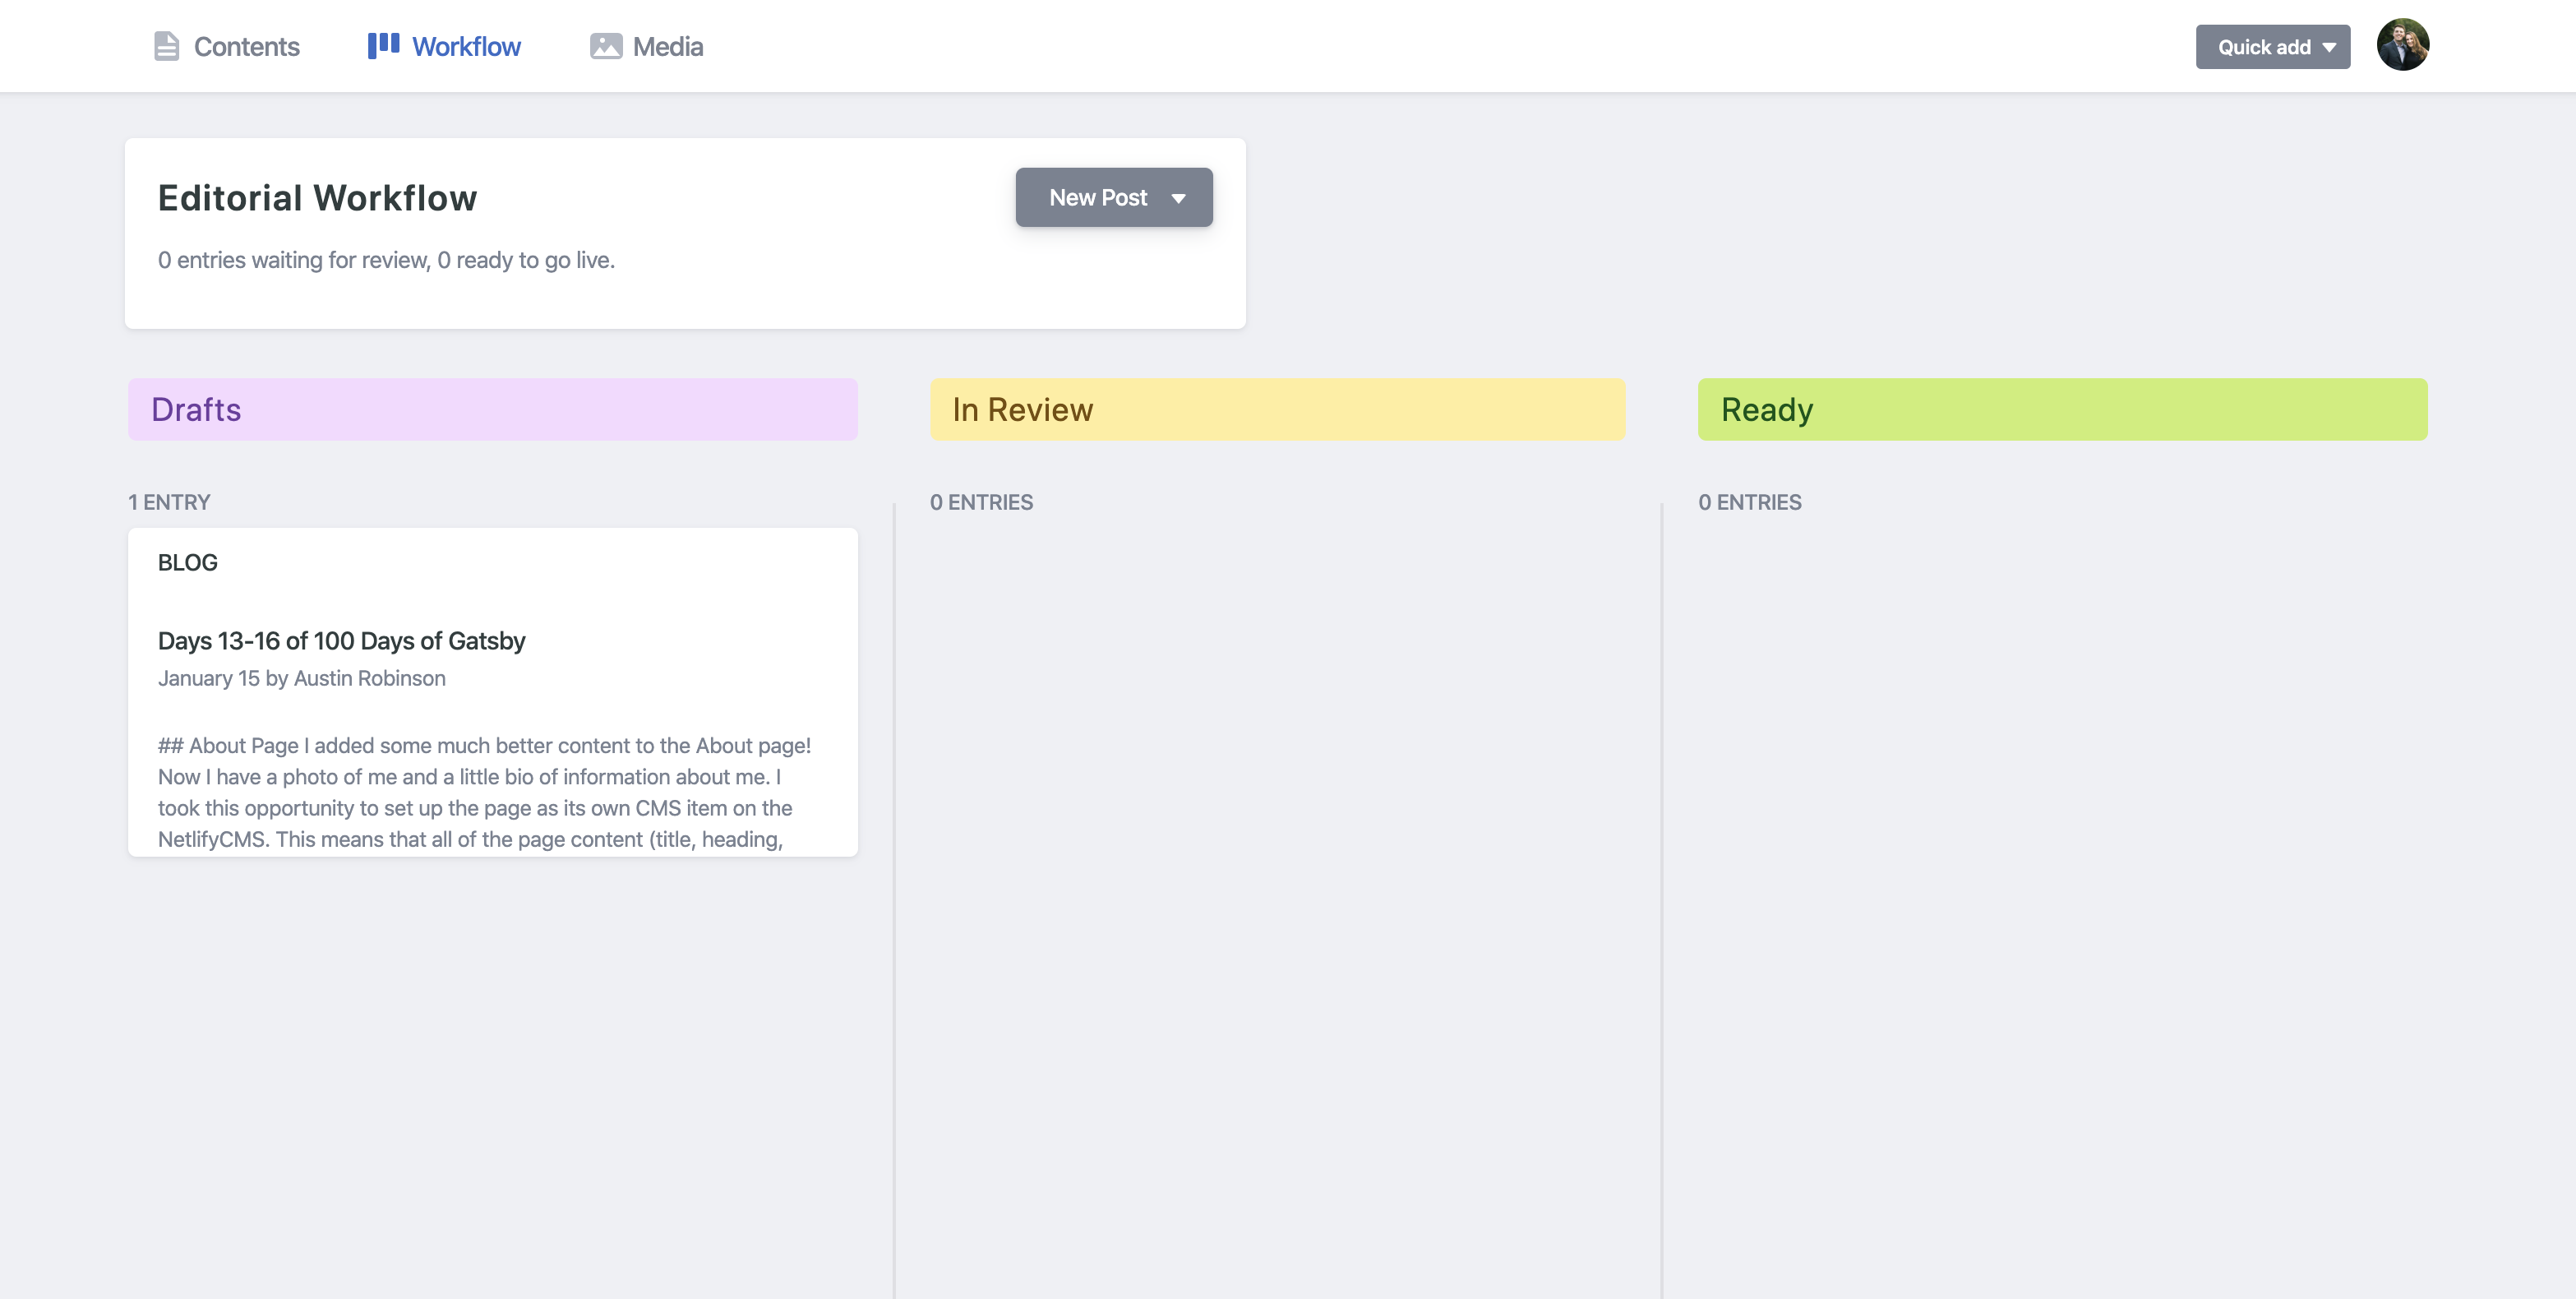 Contents
Workflow
Media
Quick add
Editorial Workflow
New Post
0 entries waiting for review, 0 ready to go live.
Drafts
In Review
Ready
1 ENTRY
0 ENTRIES
0 ENTRIES
BLOG
Days 13-16 of 100 Days of Gatsby
January 15 by Austin Robinson
## About Page I added some much better content to the About page!
Now I have a photo of me and a little bio of information about me. I
took this opportunity to set up the page as its own CMS item on the
NetlifyCMS. This means that all of the page content (title, heading,